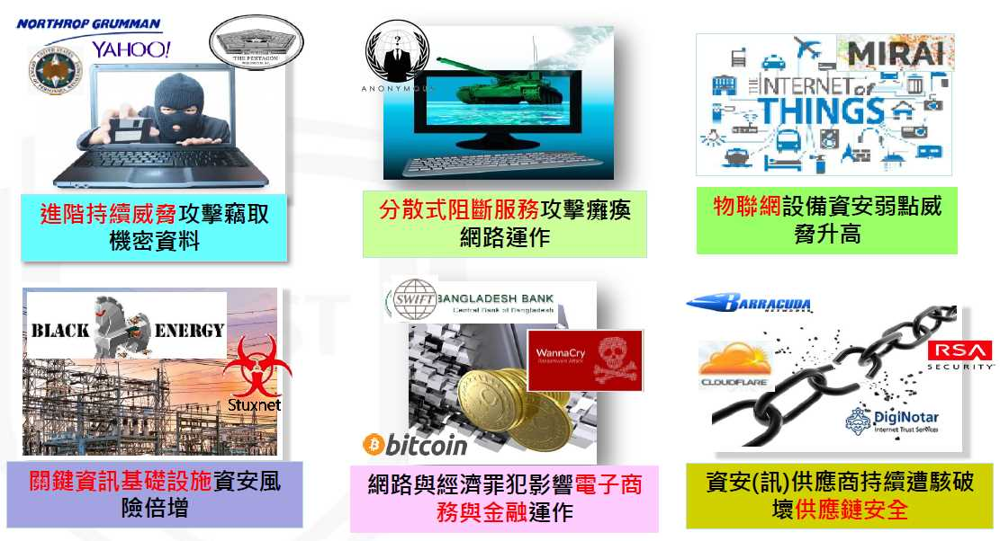 NORTHROP GRUMMAN
YAHOO!
THE PENTAGON
進階持續威脅攻擊竊取
機密資料
ANONYMOUS
分散式阻斷服務攻擊癱瘓
網路運作
MIRAI
THE
INTERNET of
THINGS
物聯網設備資安弱點威
脅升高
BLACK ENERGY
Stuxnet
關鍵資訊基礎設施資安風
險倍增
SWIFT
BANGLADESH BANK
Central Bank of Bangladesh
WannaCry
Ransomware Attack
bitcoin
網路與經濟罪犯影響電子商
務與金融運作
BARRACUDA
NETWORKS
CLOUDFLARE
RSA
SECURITY
DigiNotar
Internet Trust Services
資安(訊)供應商持續遭駭破
壞供應鏈安全